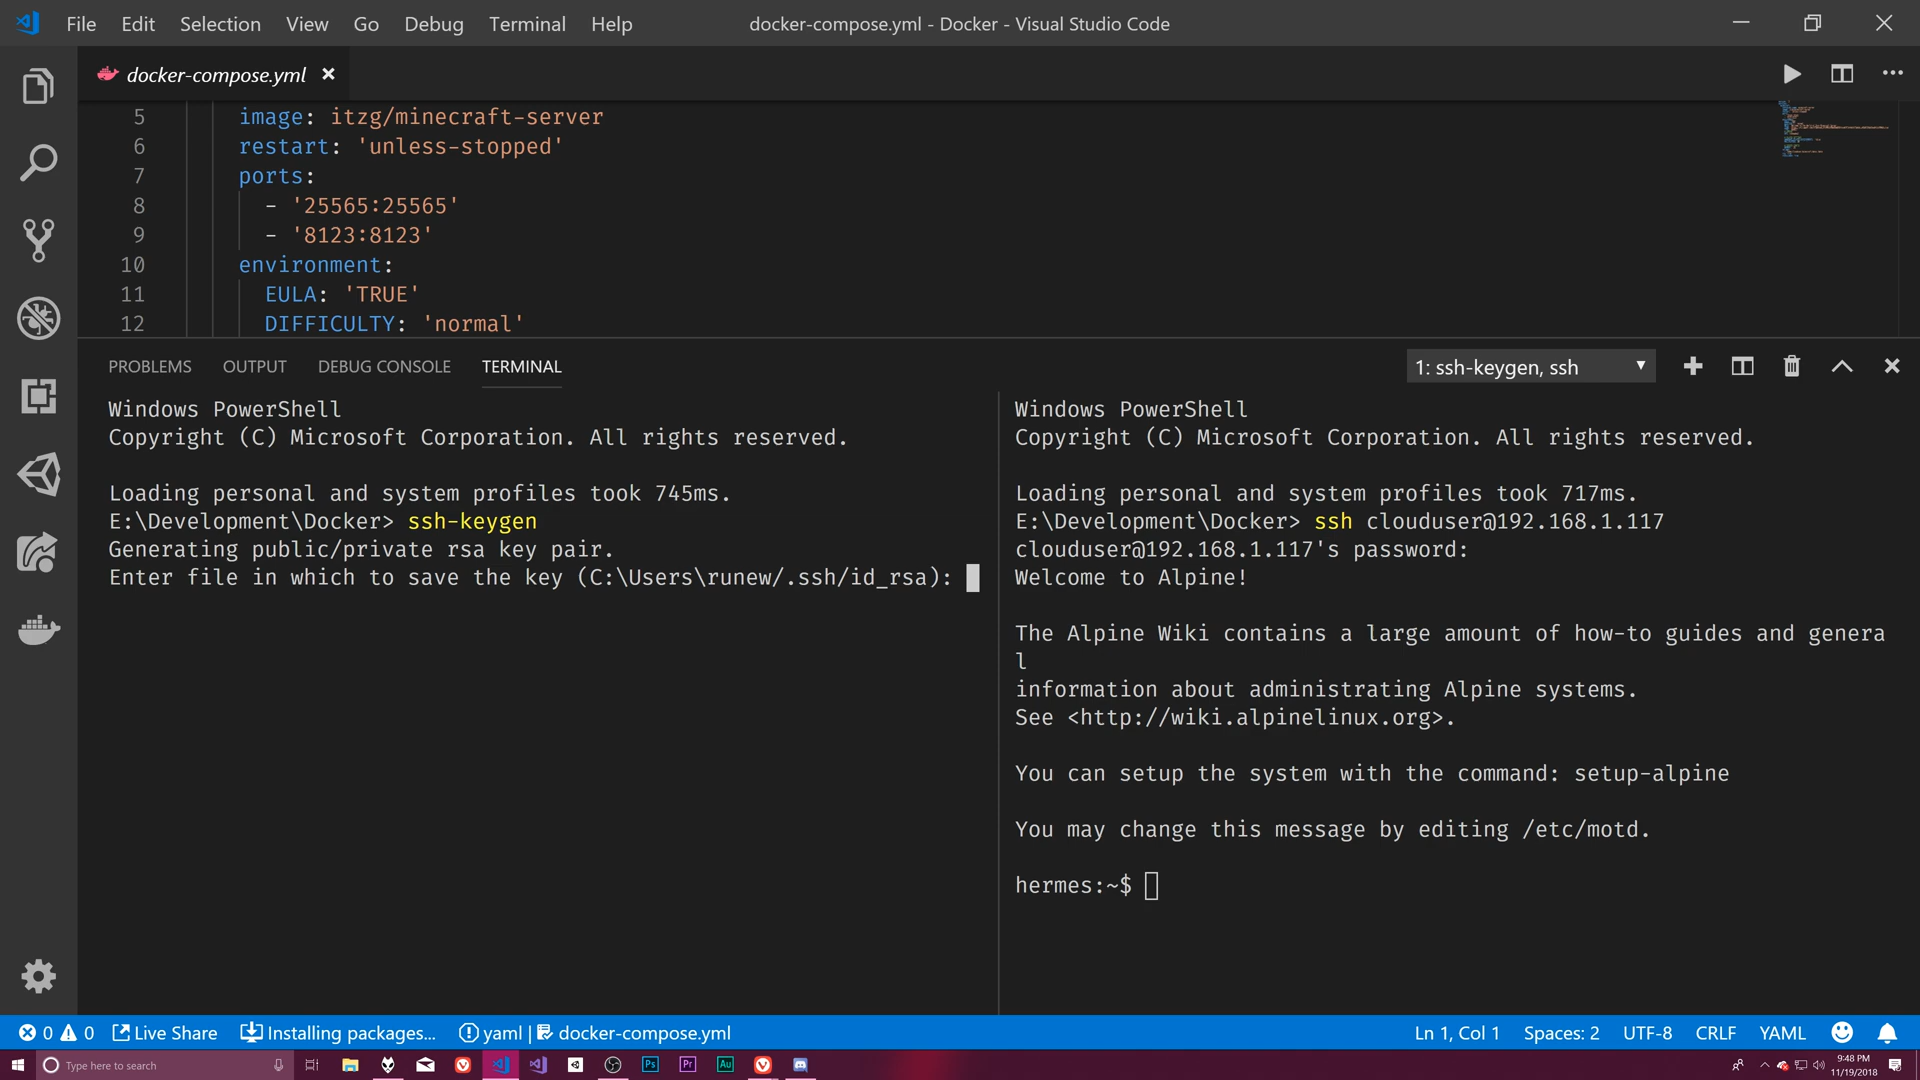 File Edit Selection View Go Debug Terminal Help
docker-compose.yml - Docker - Visual Studio Code
docker-compose.yml
5 image: itzg/minecraft-server
6 restart: 'unless-stopped'
7 ports:
8 - '25565:25565'
9 - '8123:8123'
10 environment:
11 EULA: 'TRUE'
12 DIFFICULTY: 'normal'
PROBLEMS OUTPUT DEBUG CONSOLE TERMINAL
1: ssh-keygen, ssh
Windows PowerShell
Copyright (C) Microsoft Corporation. All rights reserved.
Loading personal and system profiles took 745ms.
E:\Development\Docker> ssh-keygen
Generating public/private rsa key pair.
Enter file in which to save the key (C:\Users\runew/.ssh/id_rsa):
Windows PowerShell
Copyright (C) Microsoft Corporation. All rights reserved.
Loading personal and system profiles took 717ms.
E:\Development\Docker> ssh clouduser@192.168.1.117
clouduser@192.168.1.117's password:
Welcome to Alpine!
The Alpine Wiki contains a large amount of how-to guides and genera
l
information about administrating Alpine systems.
See <http://wiki.alpinelinux.org>.
You can setup the system with the command: setup-alpine
You may change this message by editing /etc/motd.
hermes:~$
0 0 Live Share Installing packages... yaml | docker-compose.yml
Ln 1, Col 1 Spaces: 2 UTF-8 CRLF YAML
Type here to search
Ps Pr Au
9:48 PM
11/19/2018